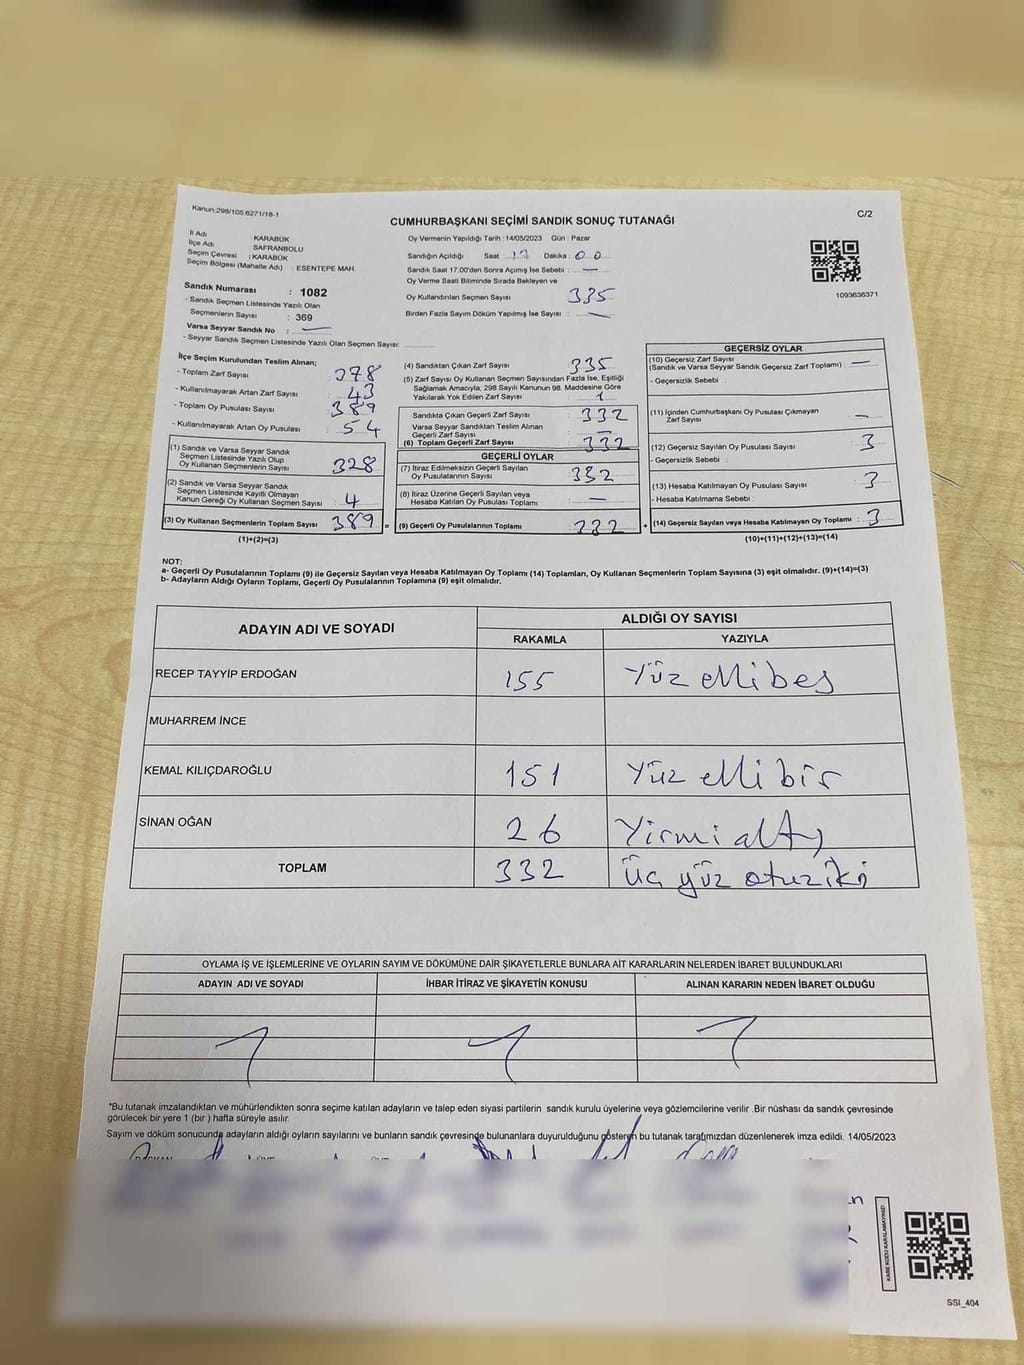 Kanun;298/105.6271/18-1
C/2
CUMHURBAŞKANI SEÇİMİ SANDIK SONUÇ TUTANAĞI
İl Adı KARABÜK
İlçe Adı SAFRANBOLU
Seçim Çevresi : KARABÜK
Seçim Bölgesi (Mahalle Adı) : ESENTEPE MAH.
Sandık Numarası : 1082
- Sandık Seçmen Listesinde Yazılı Olan
Seçmenlerin Sayısı : 369
Varsa Seyyar Sandık No : —
- Seyyar Sandık Seçmen Listesinde Yazılı Olan Seçmen Sayısı:
Oy Vermenin Yapıldığı Tarih :14/05/2023 Gün : Pazar
Sandığın Açıldığı Saat : 17 Dakika : 00
Sandık Saat 17:00'den Sonra Açımış İse Sebebi : —
Oy Verme Saati Bitiminde Sırada Bekleyen ve
Oy Kullandırılan Seçmen Sayısı 335
Birden Fazla Sayım Döküm Yapılmış İse Sayısı : —
1093636371
İlçe Seçim Kurulundan Teslim Alınan;
- Toplam Zarf Sayısı : 378
- Kullanılmayarak Artan Zarf Sayısı : 43
- Toplam Oy Pusulası Sayısı : 389
- Kullanılmayarak Artan Oy Pusulası : 54
(1) Sandık ve Varsa Seyyar Sandık
Seçmen Listesinde Yazılı Olup
Oy Kullanan Seçmenlerin Sayısı 328
(2) Sandık ve Varsa Seyyar Sandık
Seçmen Listesinde Kayıtlı Olmayan
Kanun Gereği Oy Kullanan Seçmen Sayısı : 4
(3) Oy Kullanan Seçmenlerin Toplam Sayısı : 389 =
(1)+(2)=(3)
(4) Sandıktan Çıkan Zarf Sayısı : 335
(5) Zarf Sayısı Oy Kullanan Seçmen Sayısından Fazla İse, Eşitliği
Sağlamak Amacıyla; 298 Sayılı Kanunun 98. Maddesine Göre
Yakılarak Yok Edilen Zarf Sayısı
Sandıkta Çıkan Geçerli Zarf Sayısı : 332
Varsa Seyyar Sandıktan Teslim Alınan
Geçerli Zarf Sayısı : —
(6) Toplam Geçerli Zarf Sayısı : 332
GEÇERLİ OYLAR
(7) İtiraz Edilmeksizin Geçerli Sayılan
Oy Pusulalarının Sayısı : 332
(8) İtiraz Üzerine Geçerli Sayılan veya
Hesaba Katılan Oy Pusulası Toplamı : —
(9) Geçerli Oy Pusulalarının Toplamı : 332 +
GEÇERSİZ OYLAR
(10) Geçersiz Zarf Sayısı
(Sandık ve Varsa Seyyar Sandık Geçersiz Zarf Toplamı) : —
- Geçersizlik Sebebi :
(11) İçinden Cumhurbaşkanı Oy Pusulası Çıkmayan
Zarf Sayısı : —
(12) Geçersiz Sayılan Oy Pusulası Sayısı : 3
- Geçersizlik Sebebi :
(13) Hesaba Katılmayan Oy Pusulası Sayısı : 3
- Hesaba Katılmama Sebebi :
(14) Geçersiz Sayılan veya Hesaba Katılmayan Oy Toplamı : 3
(10)+(11)+(12)+(13)=(14)
NOT:
a- Geçerli Oy Pusulalarının Toplamı (9) ile Geçersiz Sayılan veya Hesaba Katılmayan Oy Toplamı (14) Toplamları, Oy Kullanan Seçmenlerin Toplam Sayısına (3) eşit olmalıdır. (9)+(14)=(3)
b- Adayların Aldığı Oyların Toplamı, Geçerli Oy Pusulalarının Toplamına (9) eşit olmalıdır.
ADAYIN ADI VE SOYADI ALDIĞI OY SAYISI
RAKAMLA YAZIYLA
RECEP TAYYİP ERDOĞAN 155 Yüz ellibeş
MUHARREM İNCE
KEMAL KILIÇDAROĞLU 151 Yüz elli bir
SİNAN OĞAN 26 Yirmi altı
TOPLAM 332 üç yüz otuziki
OYLAMA İŞ VE İŞLEMLERİNE VE OYLARIN SAYIM VE DÖKÜMÜNE DAİR ŞİKAYETLERLE BUNLARA AİT KARARLARIN NELERDEN İBARET BULUNDUKLARI
ADAYIN ADI VE SOYADI İHBAR İTİRAZ VE ŞİKAYETİN KONUSU ALINAN KARARIN NEDEN İBARET OLDUĞU
*Bu tutanak imzalandıktan ve mühürlendikten sonra seçime katılan adayların ve talep eden siyasi partilerin sandık kurulu üyelerine veya gözlemcilerine verilir .Bir nüshası da sandık çevresinde
görülecek bir yere 1 (bir ) hafta süreyle asılır.
Sayım ve döküm sonucunda adayların aldığı oyların sayılarını ve bunların sandık çevresinde bulunanlara duyurulduğunu gösteren bu tutanak tarafımızdan düzenlenerek imza edildi. 14/05/2023
BAŞKAN
KARE KODU KARALAMAYINIZ!
SSI_404